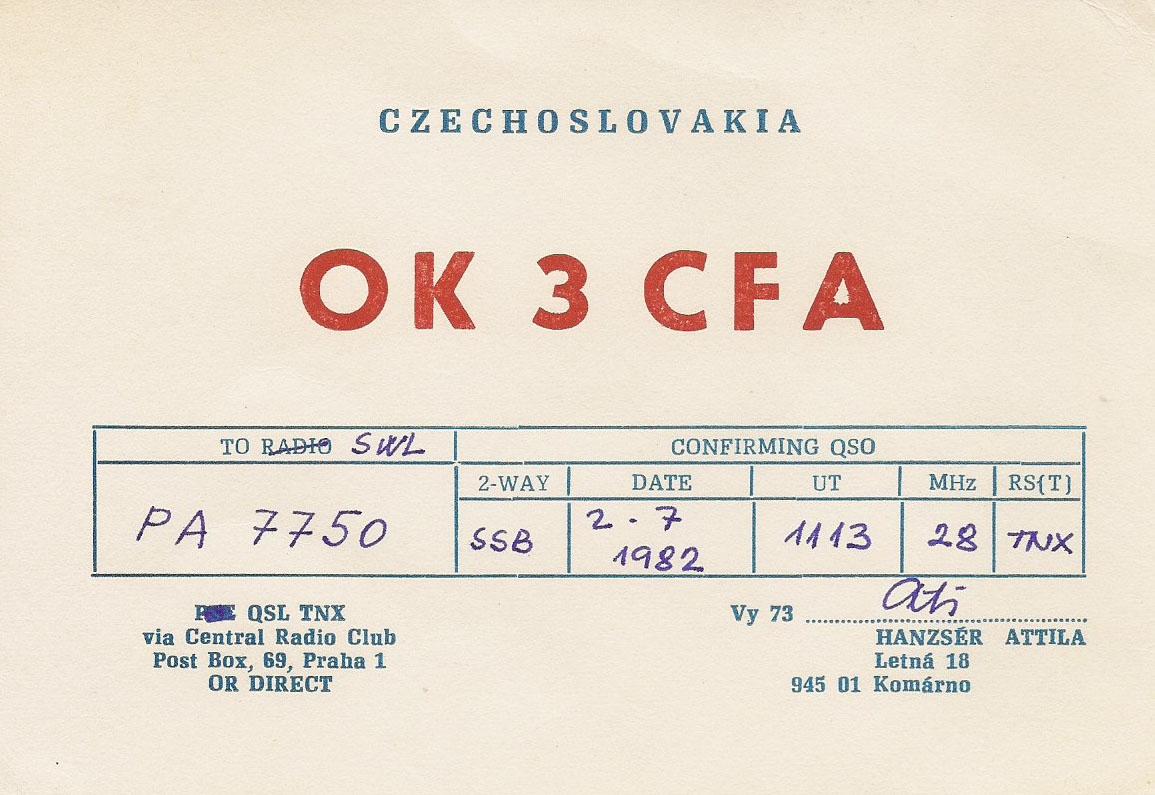 CZECHOSLOVAKIA
OK 3 CFA
TO RADIO SWL
CONFIRMING QSO
2-WAY DATE UT MHz RS(T)
PA 7750
SSB 2 - 7 1982 1113 28 TNX
QSL TNX
via Central Radio Club
Post Box, 69, Praha 1
OR DIRECT
Vy 73 Ati
HANZSÉR ATTILA
Letná 18
945 01 Komárno